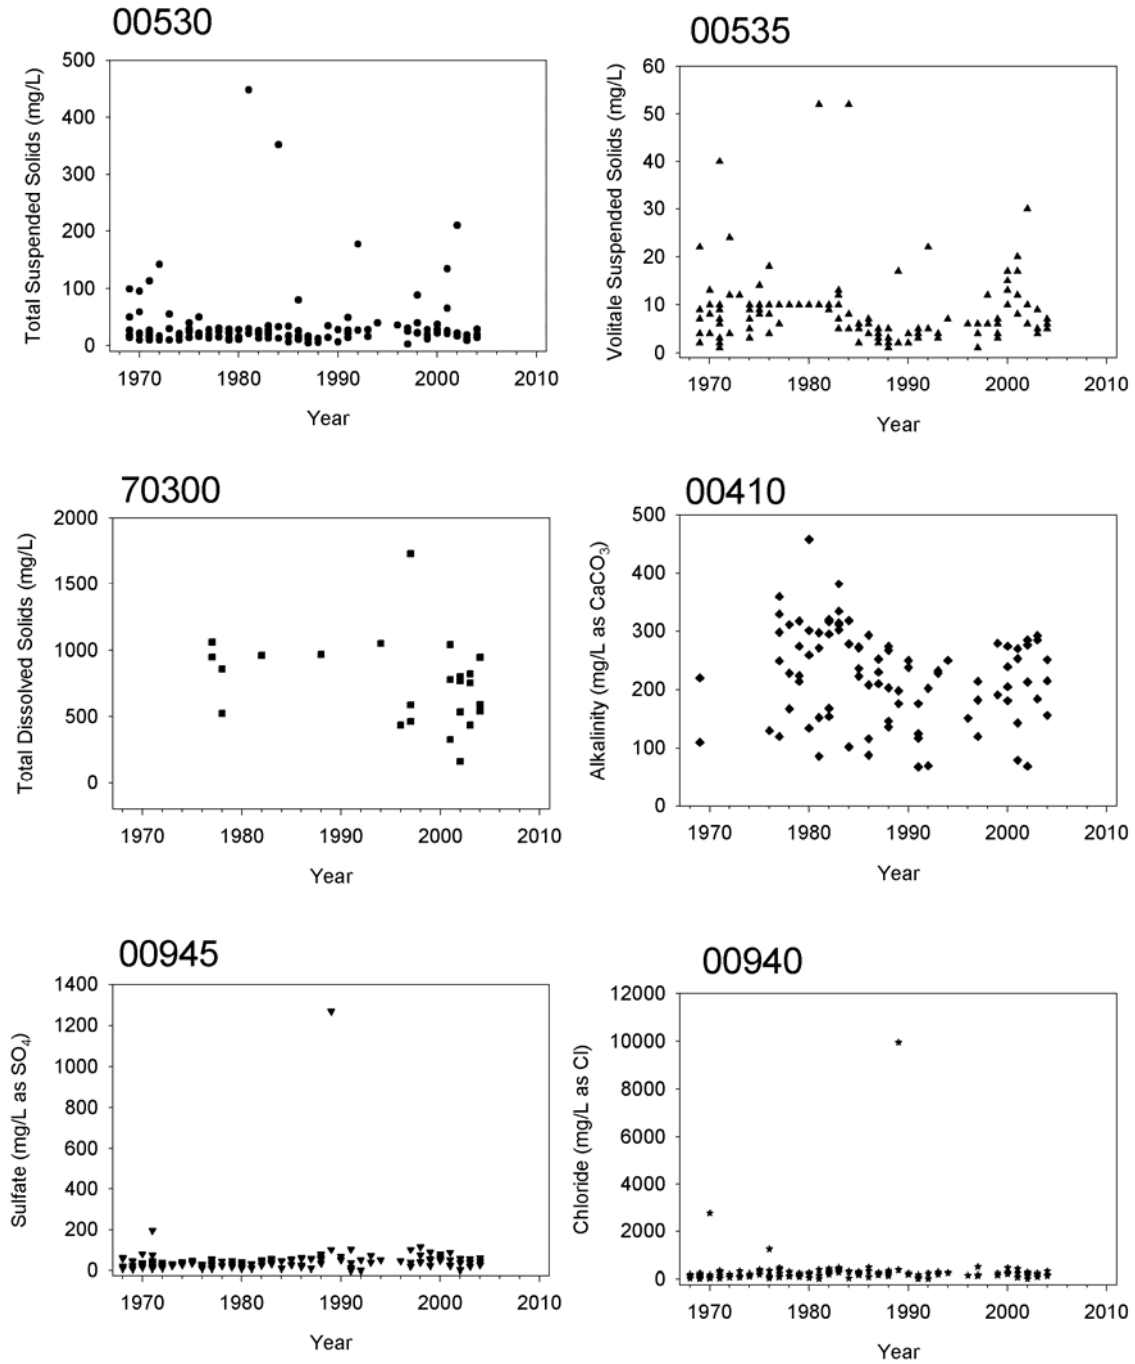 00530
Total Suspended Solids (mg/L)
500
400
300
200
100
0
1970 1980 1990 2000 2010
Year
00535
Volitale Suspended Solids (mg/L)
60
50
40
30
20
10
0
1970 1980 1990 2000 2010
Year
70300
Total Dissolved Solids (mg/L)
2000
1500
1000
500
0
1970 1980 1990 2000 2010
Year
00410
Alkalinity (mg/L as CaCO₃)
500
400
300
200
100
0
1970 1980 1990 2000 2010
Year
00945
Sulfate (mg/L as SO₄)
1400
1200
1000
800
600
400
200
0
1970 1980 1990 2000 2010
Year
00940
Chloride (mg/L as Cl)
12000
10000
8000
6000
4000
2000
0
1970 1980 1990 2000 2010
Year